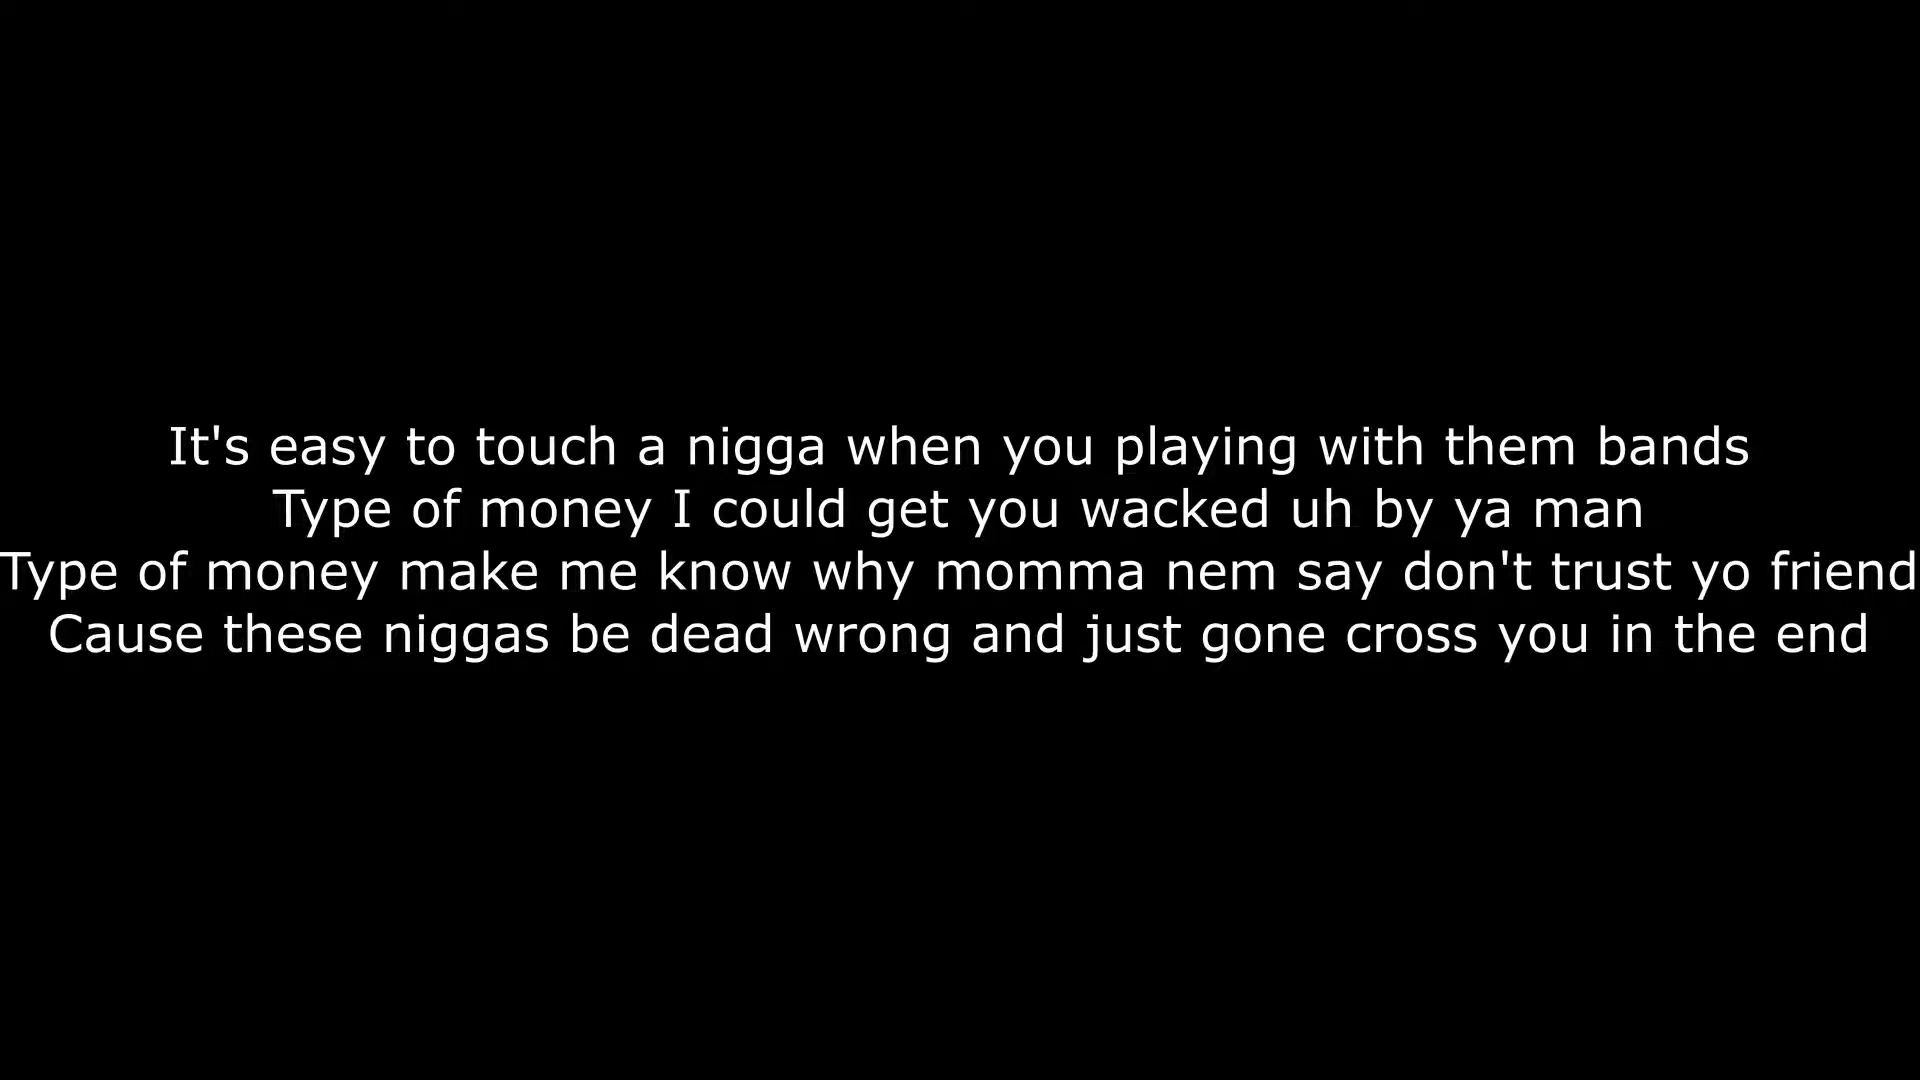 It's easy to touch a nigga when you playing with them bands
Type of money I could get you wacked uh by ya man
Type of money make me know why momma nem say don't trust yo friend
Cause these niggas be dead wrong and just gone cross you in the end